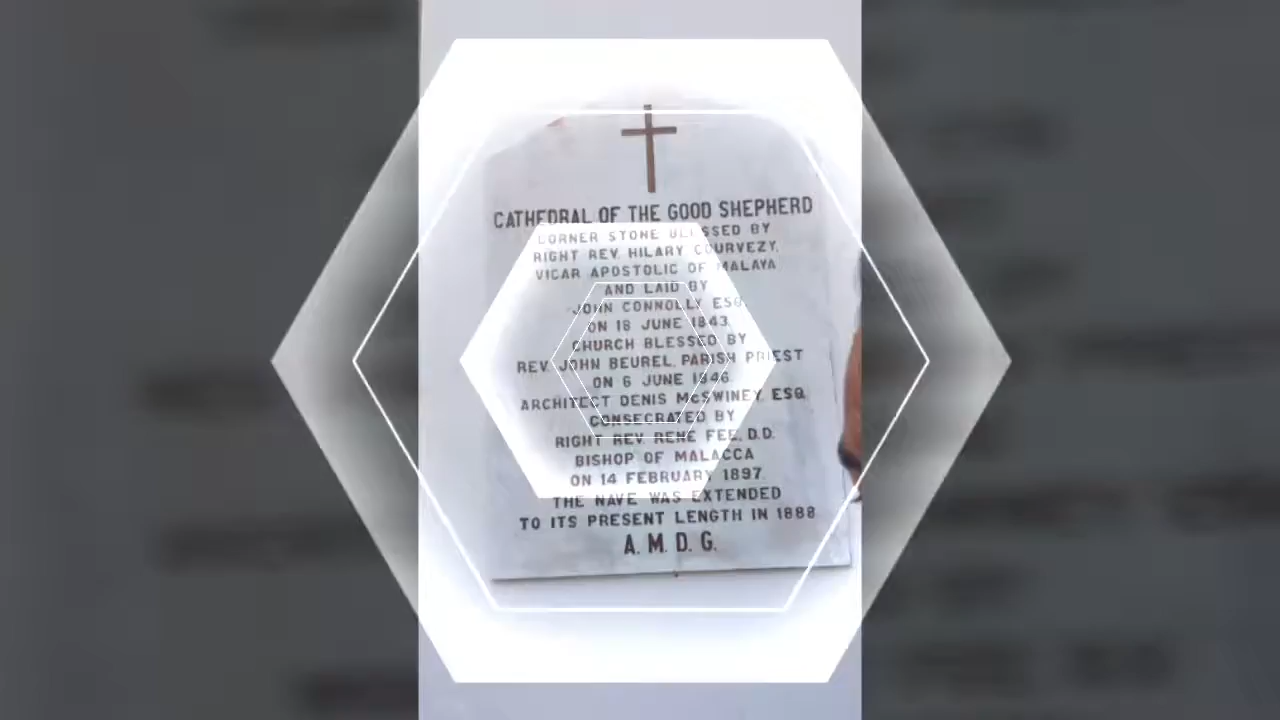 CATHEDRAL OF THE GOOD SHEPHERD
CORNER STONE BLESSED BY
RIGHT REV. HILARY COURVEZY,
VICAR APOSTOLIC OF MALAYA
AND LAID BY
JOHN CONNOLLY ESQ.
ON 18 JUNE 1843.
CHURCH BLESSED BY
REV. JOHN BEUREL, PARISH PRIEST
ON 6 JUNE 1846.
ARCHITECT DENIS McSWINEY, ESQ.
CONSECRATED BY
RIGHT REV. RENE FEE, D.D.
BISHOP OF MALACCA
ON 14 FEBRUARY 1897.
THE NAVE WAS EXTENDED
TO ITS PRESENT LENGTH IN 1888
A. M. D. G.